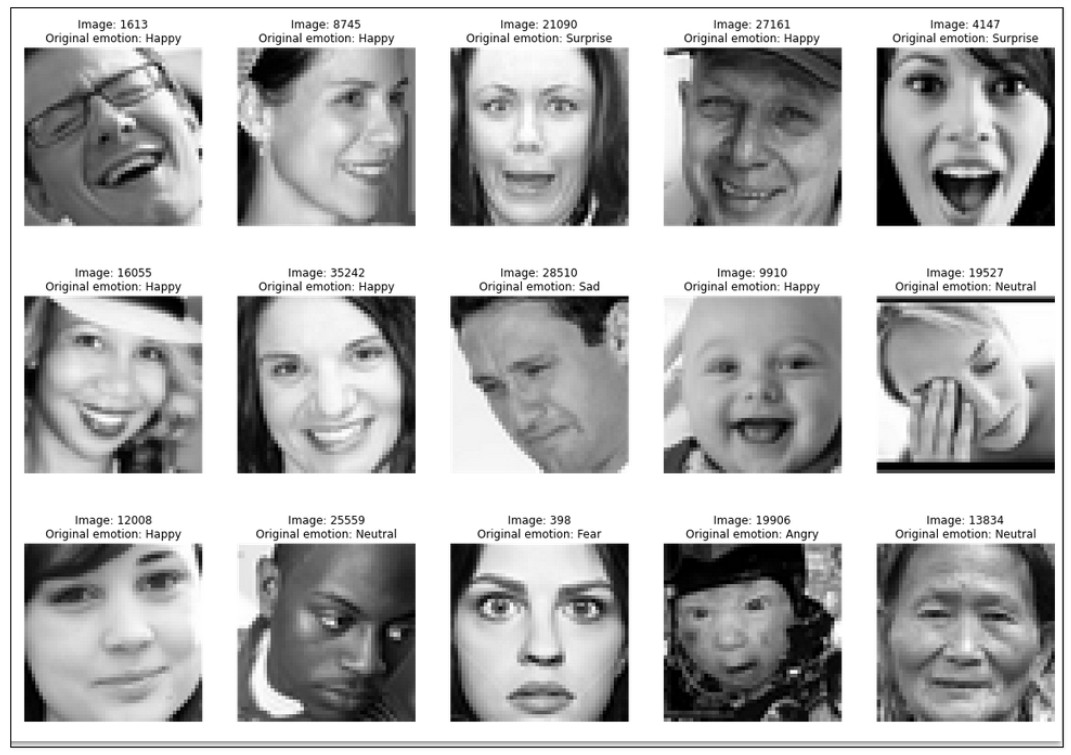 Image: 1613
Original emotion: Happy
Image: 8745
Original emotion: Happy
Image: 21090
Original emotion: Surprise
Image: 27161
Original emotion: Happy
Image: 4147
Original emotion: Surprise
Image: 16055
Original emotion: Happy
Image: 35242
Original emotion: Happy
Image: 28510
Original emotion: Sad
Image: 9910
Original emotion: Happy
Image: 19527
Original emotion: Neutral
Image: 12008
Original emotion: Happy
Image: 25559
Original emotion: Neutral
Image: 398
Original emotion: Fear
Image: 19906
Original emotion: Angry
Image: 13834
Original emotion: Neutral